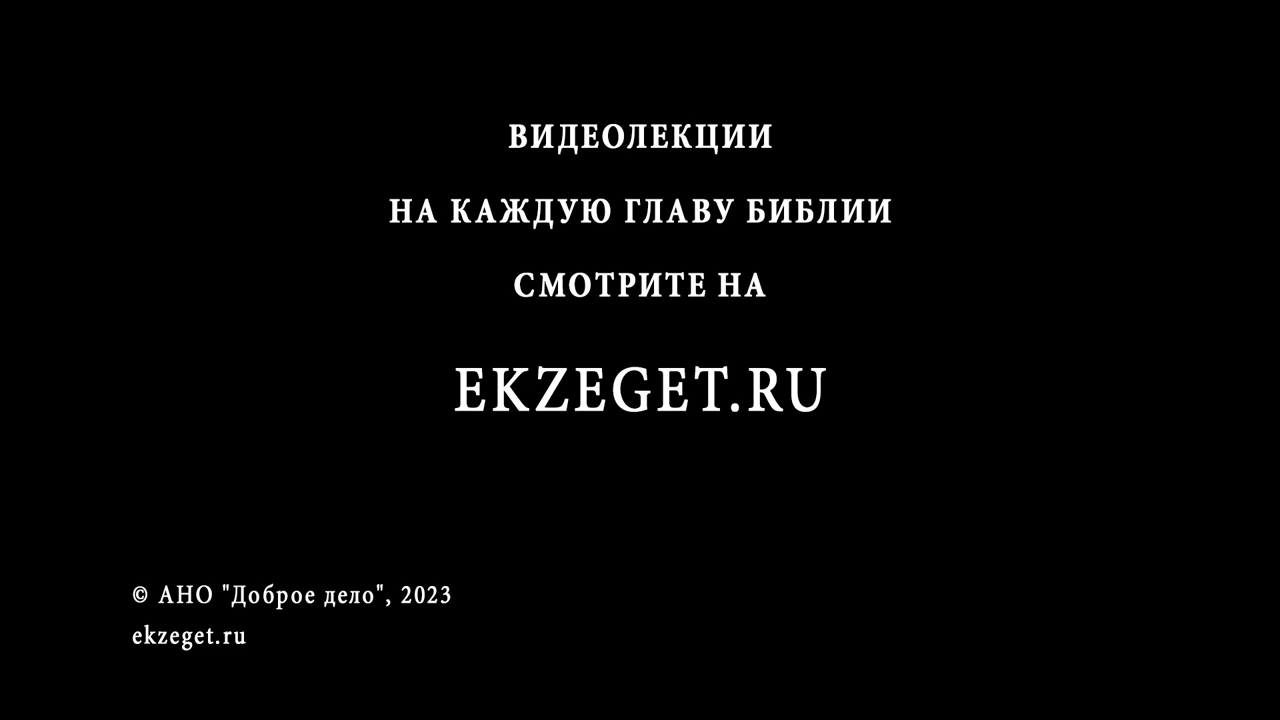 ВИДЕОЛЕКЦИИ
НА КАЖДУЮ ГЛАВУ БИБЛИИ
СМОТРИТЕ НА
EKZEGET.RU
© АНО "Доброе дело", 2023
ekzeget.ru